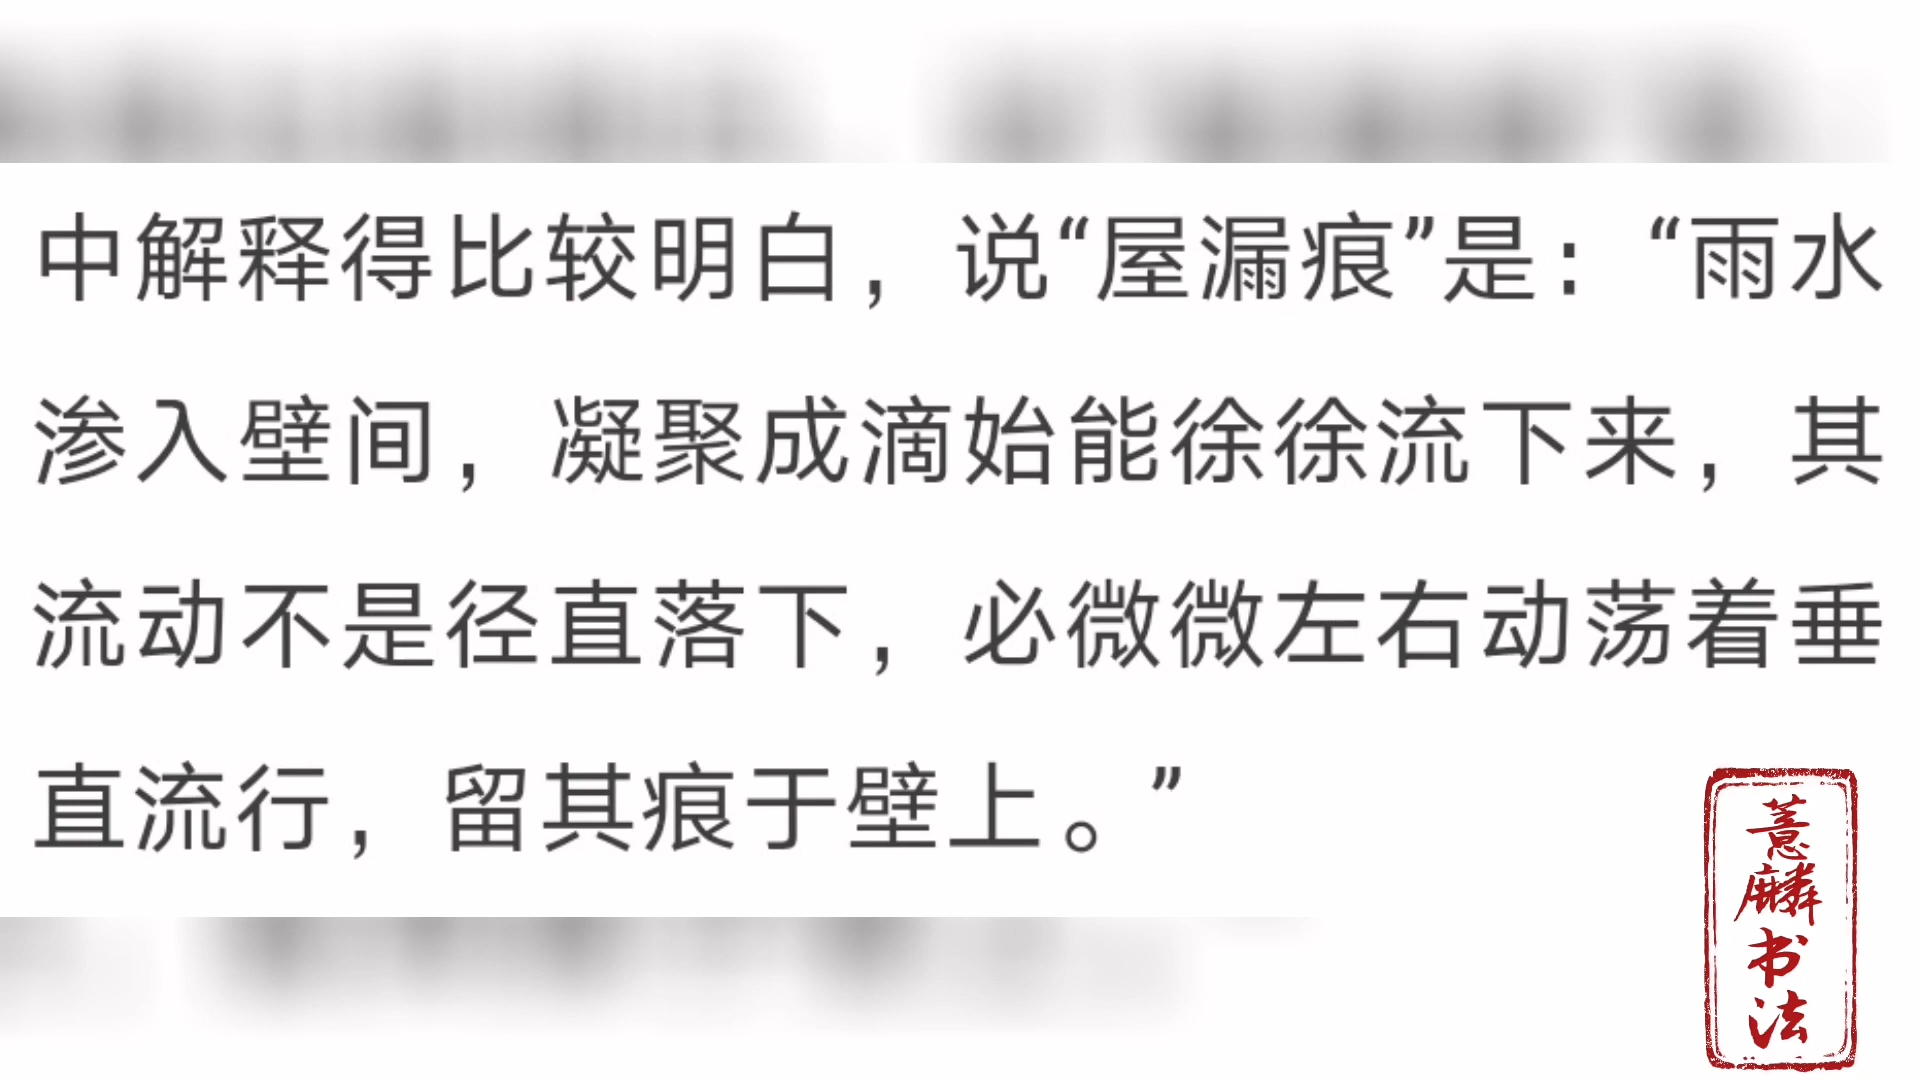 中解释得比较明白，说“屋漏痕”是：“雨水
渗入壁间，凝聚成滴始能徐徐流下来，其
流动不是径直落下，必微微左右动荡着垂
直流行，留其痕于壁上。”
薏
麟
书
法